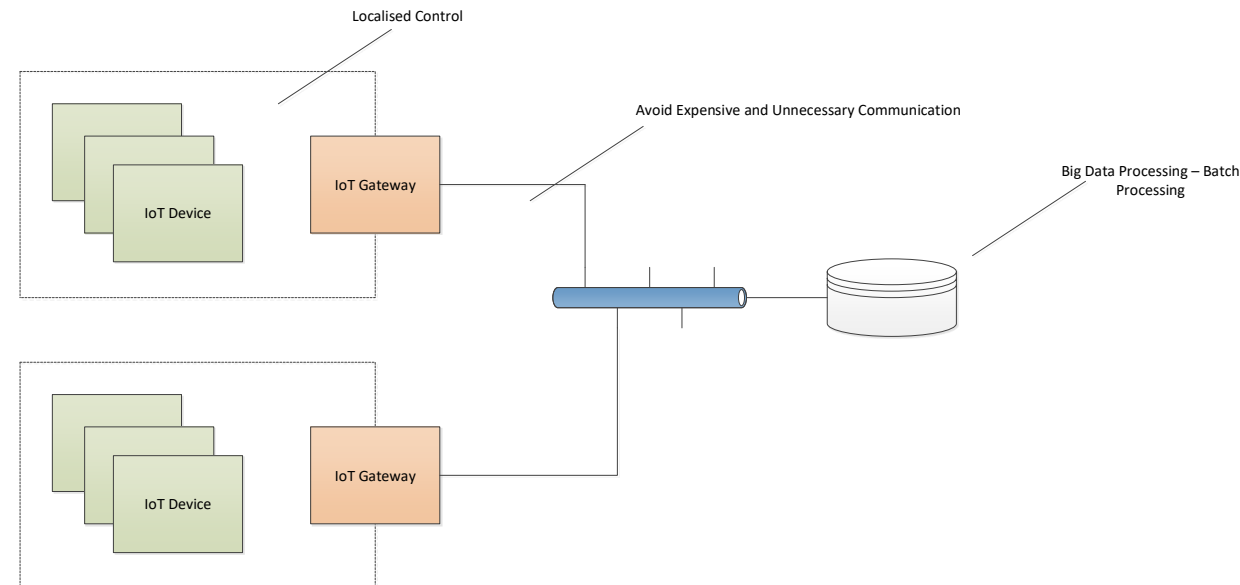 Localised Control
Avoid Expensive and Unnecessary Communication
Big Data Processing – Batch
Processing
IoT Gateway
IoT Device
IoT Gateway
IoT Device